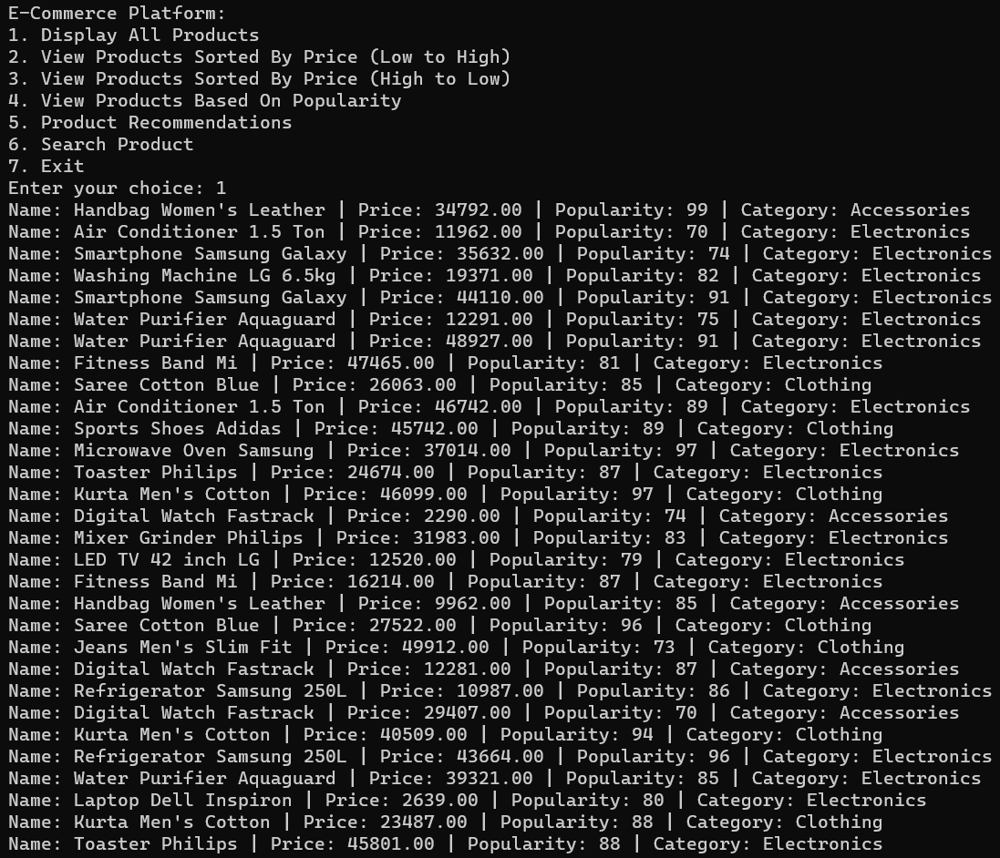 E-Commerce Platform:
1. Display All Products
2. View Products Sorted By Price (Low to High)
3. View Products Sorted By Price (High to Low)
4. View Products Based On Popularity
5. Product Recommendations
6. Search Product
7. Exit
Enter your choice: 1
Name: Handbag Women's Leather | Price: 34792.00 | Popularity: 99 | Category: Accessories
Name: Air Conditioner 1.5 Ton | Price: 11962.00 | Popularity: 70 | Category: Electronics
Name: Smartphone Samsung Galaxy | Price: 35632.00 | Popularity: 74 | Category: Electronics
Name: Washing Machine LG 6.5kg | Price: 19371.00 | Popularity: 82 | Category: Electronics
Name: Smartphone Samsung Galaxy | Price: 44110.00 | Popularity: 91 | Category: Electronics
Name: Water Purifier Aquaguard | Price: 12291.00 | Popularity: 75 | Category: Electronics
Name: Water Purifier Aquaguard | Price: 48927.00 | Popularity: 91 | Category: Electronics
Name: Fitness Band Mi | Price: 47465.00 | Popularity: 81 | Category: Electronics
Name: Saree Cotton Blue | Price: 26063.00 | Popularity: 85 | Category: Clothing
Name: Air Conditioner 1.5 Ton | Price: 46742.00 | Popularity: 89 | Category: Electronics
Name: Sports Shoes Adidas | Price: 45742.00 | Popularity: 89 | Category: Clothing
Name: Microwave Oven Samsung | Price: 37014.00 | Popularity: 97 | Category: Electronics
Name: Toaster Philips | Price: 24674.00 | Popularity: 87 | Category: Electronics
Name: Kurta Men's Cotton | Price: 46099.00 | Popularity: 97 | Category: Clothing
Name: Digital Watch Fastrack | Price: 2290.00 | Popularity: 74 | Category: Accessories
Name: Mixer Grinder Philips | Price: 31983.00 | Popularity: 83 | Category: Electronics
Name: LED TV 42 inch LG | Price: 12520.00 | Popularity: 79 | Category: Electronics
Name: Fitness Band Mi | Price: 16214.00 | Popularity: 87 | Category: Electronics
Name: Handbag Women's Leather | Price: 9962.00 | Popularity: 85 | Category: Accessories
Name: Saree Cotton Blue | Price: 27522.00 | Popularity: 96 | Category: Clothing
Name: Jeans Men's Slim Fit | Price: 49912.00 | Popularity: 73 | Category: Clothing
Name: Digital Watch Fastrack | Price: 12281.00 | Popularity: 87 | Category: Accessories
Name: Refrigerator Samsung 250L | Price: 10987.00 | Popularity: 86 | Category: Electronics
Name: Digital Watch Fastrack | Price: 29407.00 | Popularity: 70 | Category: Accessories
Name: Kurta Men's Cotton | Price: 40509.00 | Popularity: 94 | Category: Clothing
Name: Refrigerator Samsung 250L | Price: 43664.00 | Popularity: 96 | Category: Electronics
Name: Water Purifier Aquaguard | Price: 39321.00 | Popularity: 85 | Category: Electronics
Name: Laptop Dell Inspiron | Price: 2639.00 | Popularity: 80 | Category: Electronics
Name: Kurta Men's Cotton | Price: 23487.00 | Popularity: 88 | Category: Clothing
Name: Toaster Philips | Price: 45801.00 | Popularity: 88 | Category: Electronics